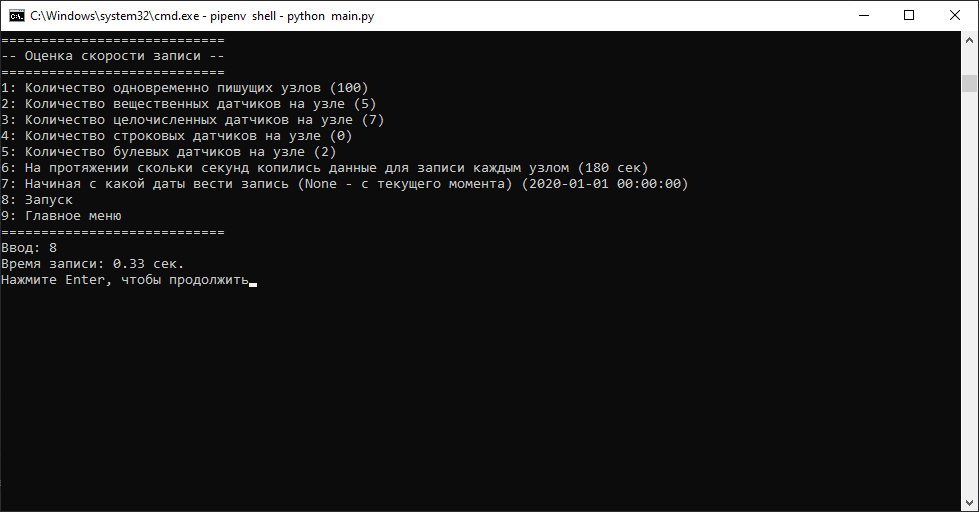 C:\Windows\system32\cmd.exe - pipenv shell - python main.py
============================
-- Оценка скорости записи --
============================
1: Количество одновременно пишущих узлов (100)
2: Количество вещественных датчиков на узле (5)
3: Количество целочисленных датчиков на узле (7)
4: Количество строковых датчиков на узле (0)
5: Количество булевых датчиков на узле (2)
6: На протяжении скольки секунд копились данные для записи каждым узлом (180 сек)
7: Начиная с какой даты вести запись (None - с текущего момента) (2020-01-01 00:00:00)
8: Запуск
9: Главное меню
============================
Ввод: 8
Время записи: 0.33 сек.
Нажмите Enter, чтобы продолжить